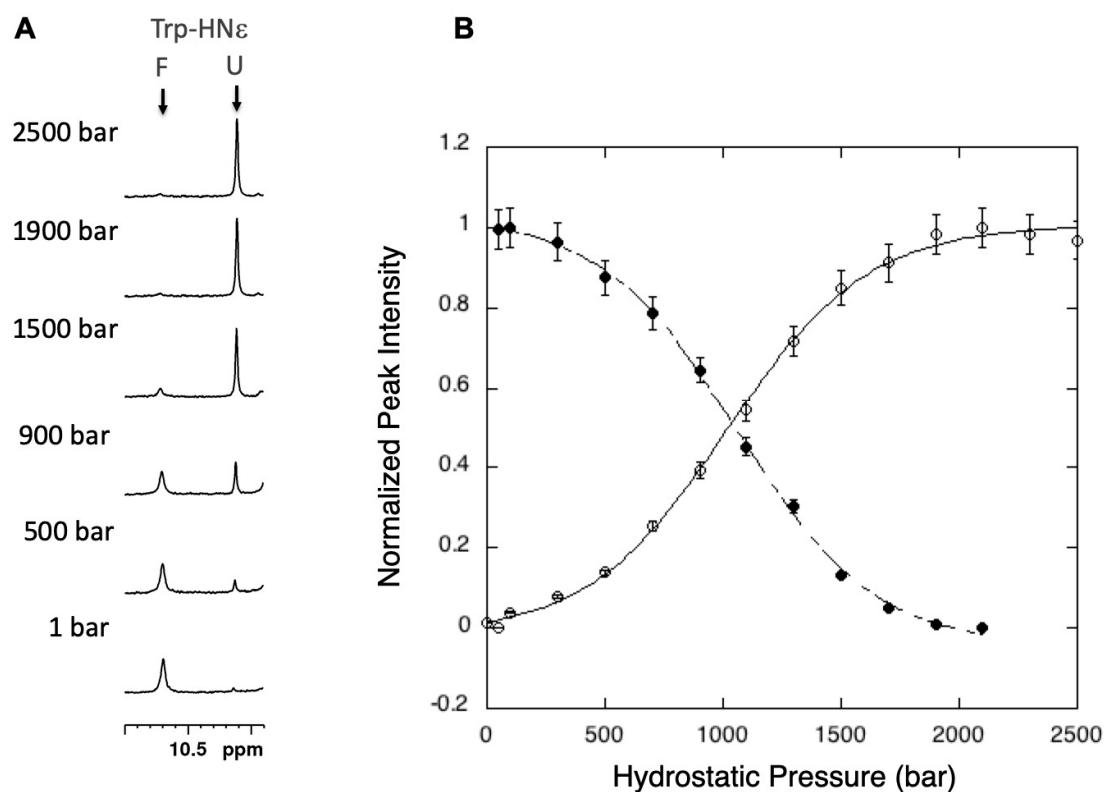 A
Trp-HNε
F
U
2500 bar
1900 bar
1500 bar
900 bar
500 bar
1 bar
10.5 ppm
B
1.2
1
0.8
0.6
0.4
0.2
0
-0.2
Normalized Peak Intensity
0 500 1000 1500 2000 2500
Hydrostatic Pressure (bar)